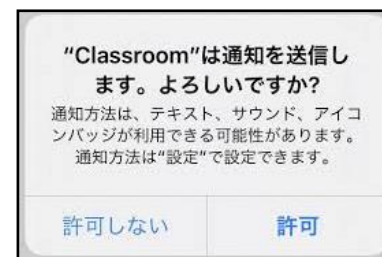 “Classroom”は通知を送信し
ます。よろしいですか?
通知方法は、テキスト、サウンド、アイコ
ンバッジが利用できる可能性があります。
通知方法は“設定”で設定できます。
許可しない
許可